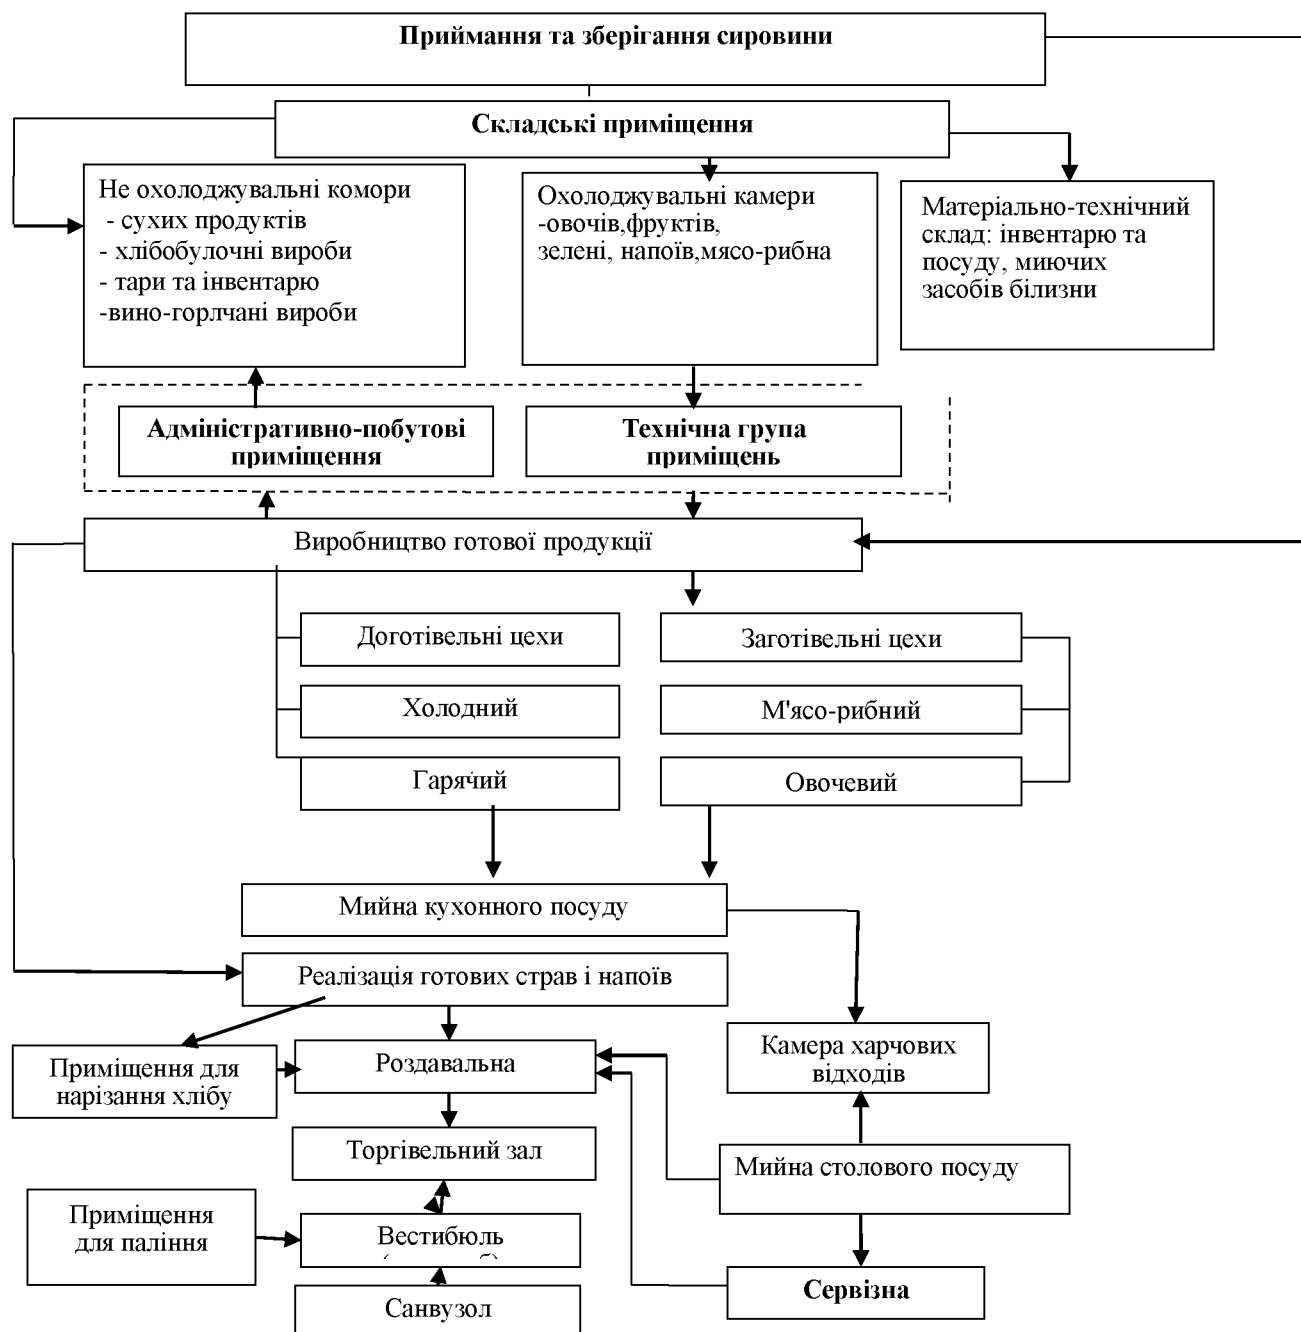 Приймання та зберігання сировини
Складські приміщення
Не охолоджувальні комори
- сухих продуктів
- хлібобулочні вироби
- тари та інвентарю
-вино-горлчані вироби
Охолоджувальні камери
-овочів,фруктів,
зелені, напоїв,мясо-рибна
Матеріально-технічний
склад: інвентарю та
посуду, миючих
засобів білизни
Адміністративно-побутові
приміщення
Технічна група
приміщень
Виробництво готової продукції
Доготівельні цехи
Заготівельні цехи
Холодний
М'ясо-рибний
Гарячий
Овочевий
Мийна кухонного посуду
Реалізація готових страв і напоїв
Приміщення для
нарізання хлібу
Роздавальна
Камера харчових
відходів
Торгівельний зал
Мийна столового посуду
Приміщення
для паління
Вестибюль
Сервізна
Санвузол